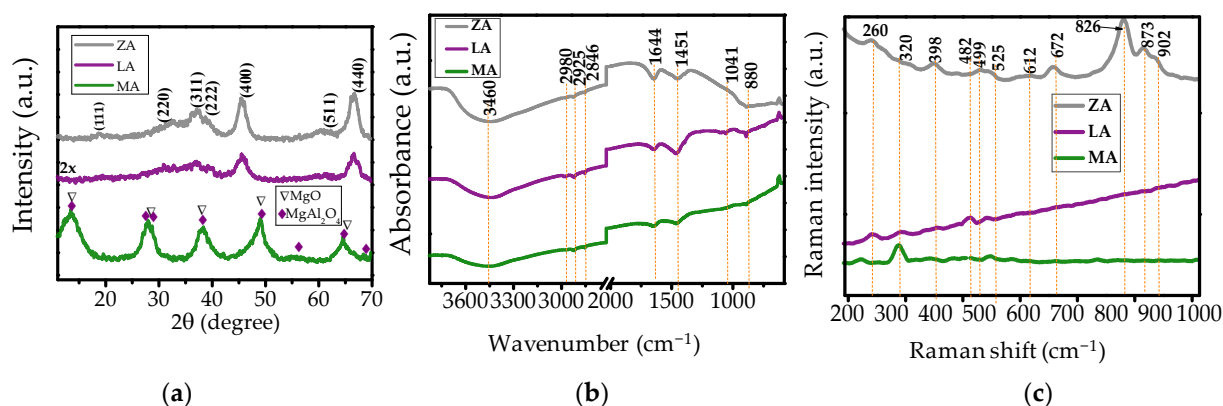 Intensity (a.u.)
ZA
LA
MA
(111)
(220)
(311)
(222)
(400)
(511)
(440)
2x
▽MgO
◆MgAl₂O₄
10 20 30 40 50 60 70
2θ (degree)
(a)
Absorbance (a.u.)
ZA
LA
MA
3460
2980
2925
2846
1644
1451
1041
880
3600 3300 3000 1500 1000
Wavenumber (cm⁻¹)
(b)
Raman intensity
260
320
398
482
499
525
612
672
826
873
902
ZA
LA
MA
200 300 400 500 600 700 800 900 1000
Raman shift (cm⁻¹)
(c)